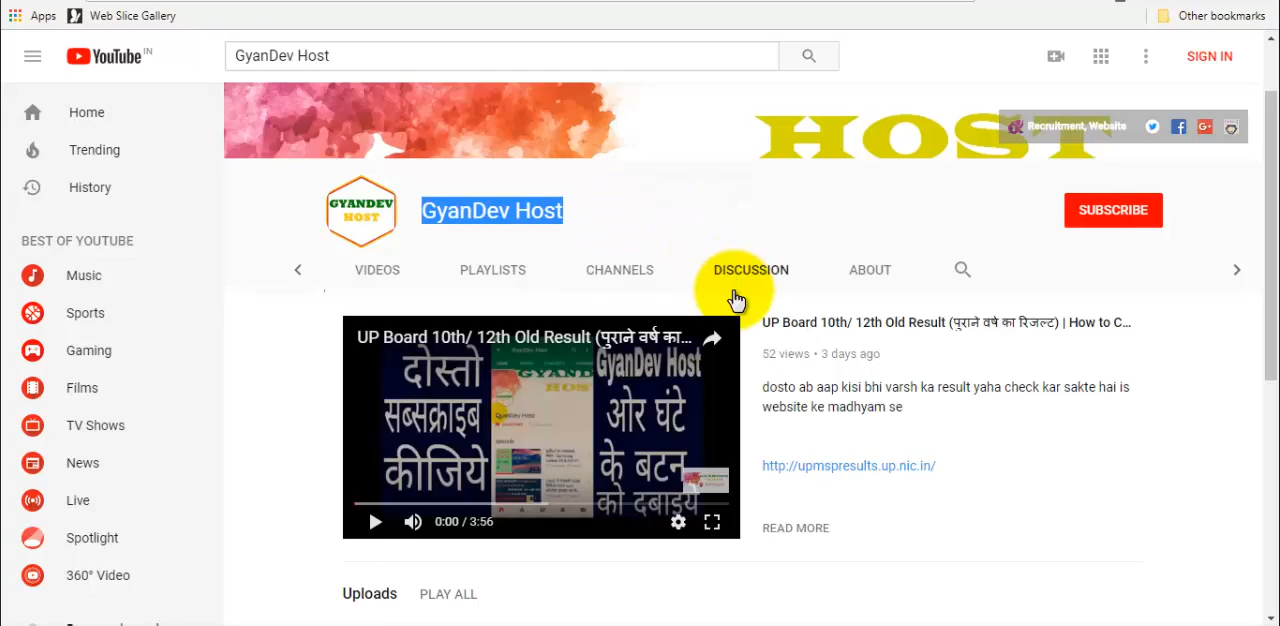 Apps Web Slice Gallery Other bookmarks
YouTube IN GyanDev Host SIGN IN
Home
Trending
History
BEST OF YOUTUBE
Music
Sports
Gaming
Films
TV Shows
News
Live
Spotlight
360° Video
HOST
Recruitment, Website
GYANDEV
HOST
GyanDev Host
SUBSCRIBE
VIDEOS PLAYLISTS CHANNELS DISCUSSION ABOUT
UP Board 10th/ 12th Old Result (पुराने वर्ष का...
दोस्तो
सब्सक्राइब
कीजिये
GyanDev Host
ओर घंटे
के बटन
को दबाइये
0:00 / 3:56
UP Board 10th/ 12th Old Result (पुराने वर्ष का रिजल्ट) | How to C...
52 views • 3 days ago
dosto ab aap kisi bhi varsh ka result yaha check kar sakte hai is
website ke madhyam se
http://upmspresults.up.nic.in/
READ MORE
Uploads PLAY ALL